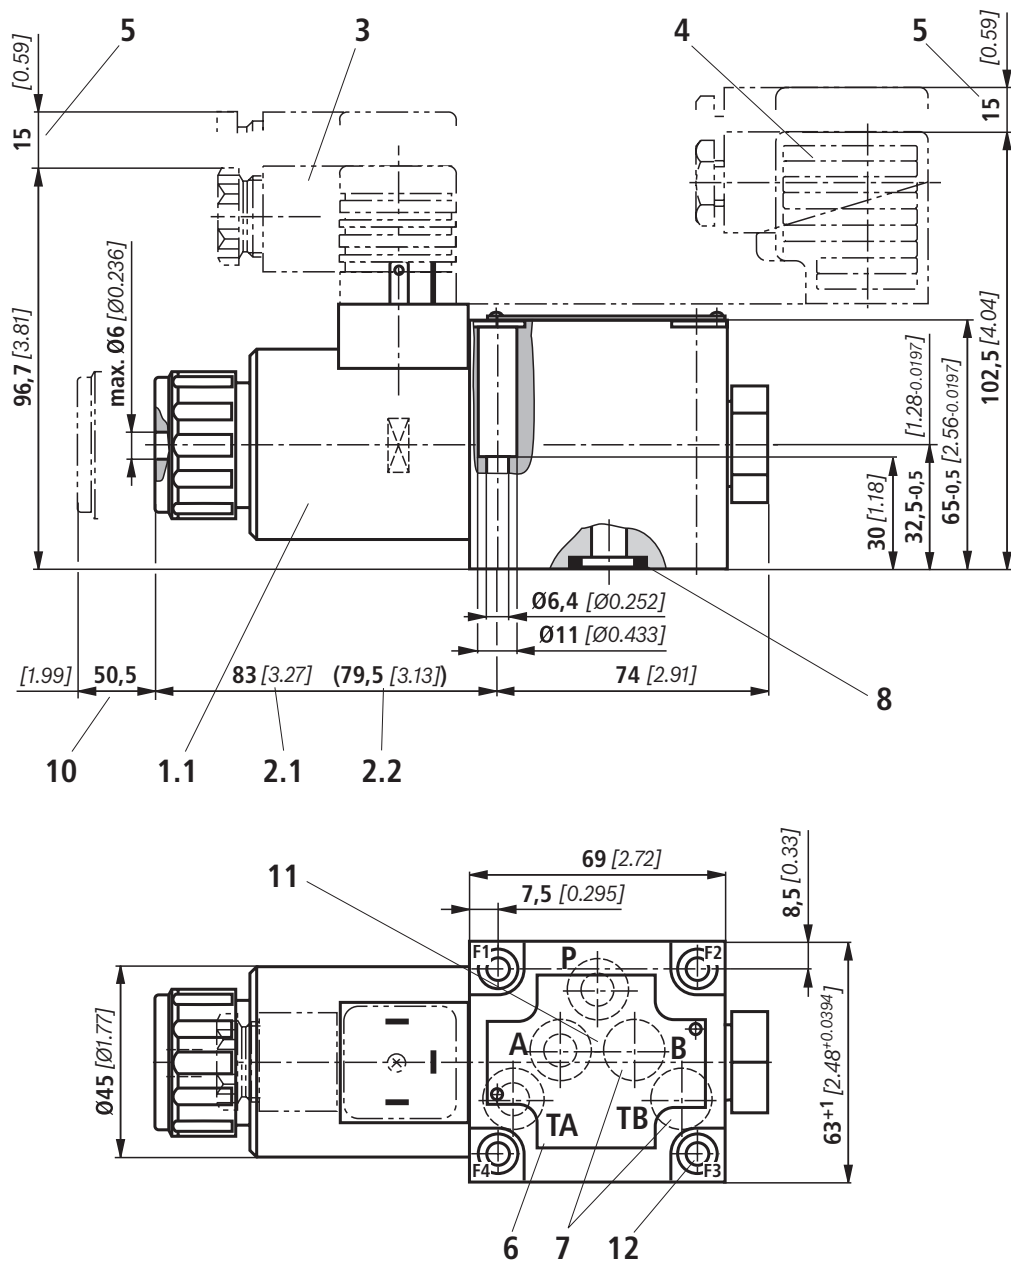 5
3
4
5
[0.59]
15
[0.59]
15
96,7 [3.81]
max. Ø6 [Ø0.236]
30 [1.18]
32,5-0,5 [1.28-0.0197]
65-0,5 [2.56-0.0197]
102,5 [4.04]
Ø6,4 [Ø0.252]
Ø11 [Ø0.433]
[1.99] 50,5
83 [3.27]
(79,5 [3.13])
74 [2.91]
8
10
1.1
2.1
2.2
69 [2.72]
11
7,5 [0.295]
8,5 [0.33]
F1
P
F2
A
B
Ø45 [Ø1.77]
63+1 [2.48+0.0394]
TA
TB
F4
F3
6
7
12